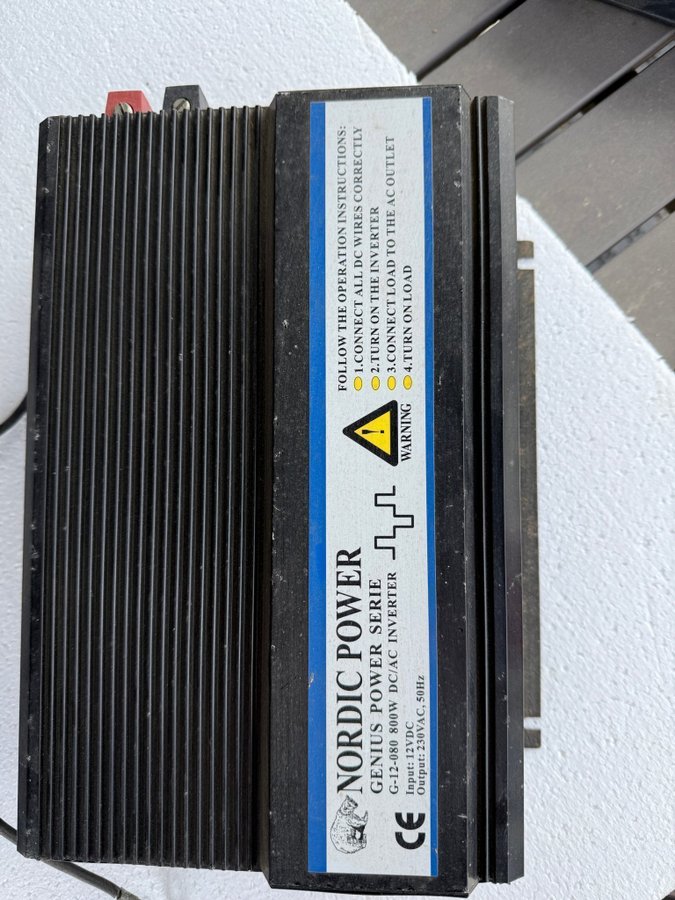 NORDIC POWER
GENIUS POWER SERIE
G-12-080 800W DC/AC INVERTER
Input: 12VDC
Output: 230VAC, 50Hz
CE
WARNING
FOLLOW THE OPERATION INSTRUCTIONS:
1.CONNECT ALL DC WIRES CORRECTLY
2.TURN ON THE INVERTER
3.CONNECT LOAD TO THE AC OUTLET
4.TURN ON LOAD